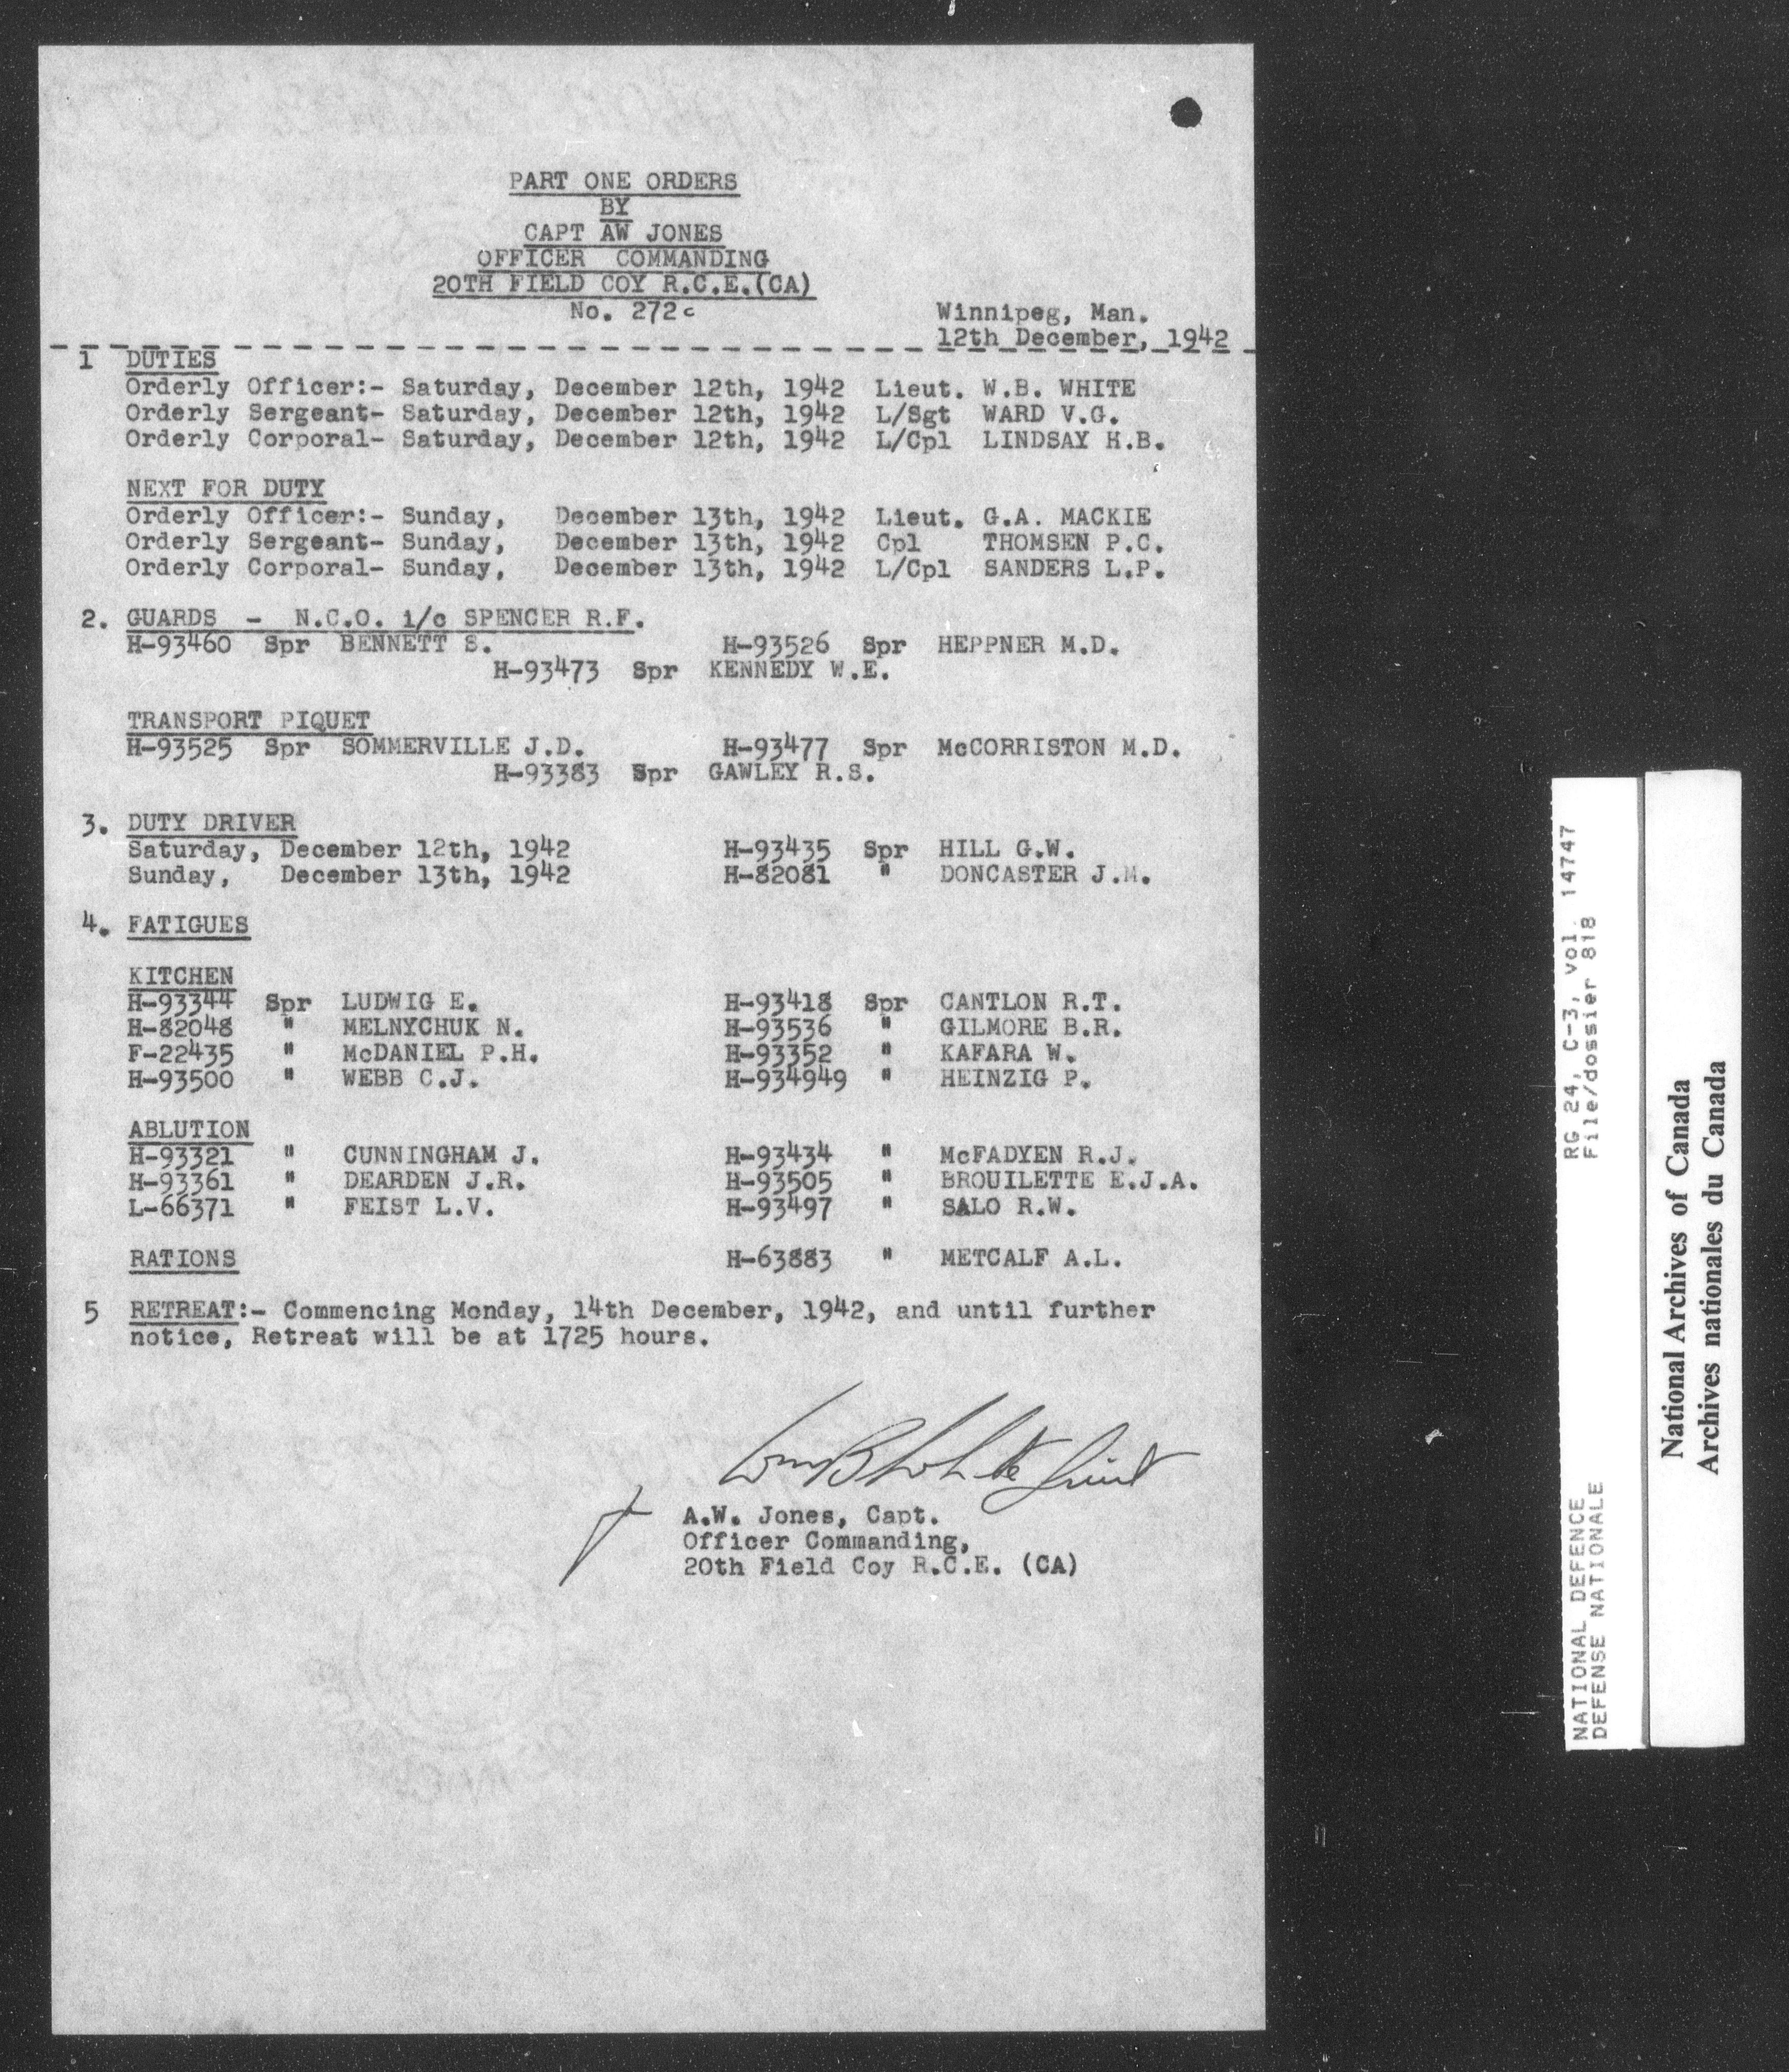 PART ONE ORDERS
BY
CAPT AW JONES
OFFICER COMMANDING
20TH FIELD COY R.C.E.(CA)
No. 272c
Winnipeg, Man.
12th December, 1942
1 DUTIES
Orderly Officer:- Saturday, December 12th, 1942 Lieut. W.B. WHITE
Orderly Sergeant- Saturday, December 12th, 1942 L/Sgt WARD V.G.
Orderly Corporal- Saturday, December 12th, 1942 L/Cpl LINDSAY H.B.
NEXT FOR DUTY
Orderly Officer:- Sunday, December 13th, 1942 Lieut. G.A. MACKIE
Orderly Sergeant- Sunday, December 13th, 1942 Cpl THOMSEN P.C.
Orderly Corporal- Sunday, December 13th, 1942 L/Cpl SANDERS L.P.
2. GUARDS - N.C.O. i/c SPENCER R.F.
H-93460 Spr BENNETT S. H-93526 Spr HEPPNER M.D.
H-93473 Spr KENNEDY W.E.
TRANSPORT PIQUET
H-93525 Spr SOMMERVILLE J.D. H-93477 Spr McCORRISTON M.D.
H-93383 Spr GAWLEY R.S.
3. DUTY DRIVER
Saturday, December 12th, 1942 H-93435 Spr HILL G.W.
Sunday, December 13th, 1942 H-82081 " DONCASTER J.M.
4. FATIGUES
KITCHEN
H-93344 Spr LUDWIG E. H-93418 Spr CANTLON R.T.
H-82048 " MELNYCHUK N. H-93536 " GILMORE B.R.
F-22435 " McDANIEL P.H. H-93352 " KAFARA W.
H-93500 " WEBB C.J. H-934949 " HEINZIG P.
ABLUTION
H-93321 " CUNNINGHAM J. H-93434 " McFADYEN R.J.
H-93361 " DEARDEN J.R. H-93505 " BROUILETTE E.J.A.
L-66371 " FEIST L.V. H-93497 " SALO R.W.
RATIONS H-63883 " METCALF A.L.
5 RETREAT:- Commencing Monday, 14th December, 1942, and until further
notice, Retreat will be at 1725 hours.
Wm B White Lieut
A.W. Jones, Capt.
Officer Commanding,
20th Field Coy R.C.E. (CA)
NATIONAL DEFENCE RG 24, C-3, vol. 14747
DEFENSE NATIONALE File/dossier 818
National Archives of Canada
Archives nationales du Canada